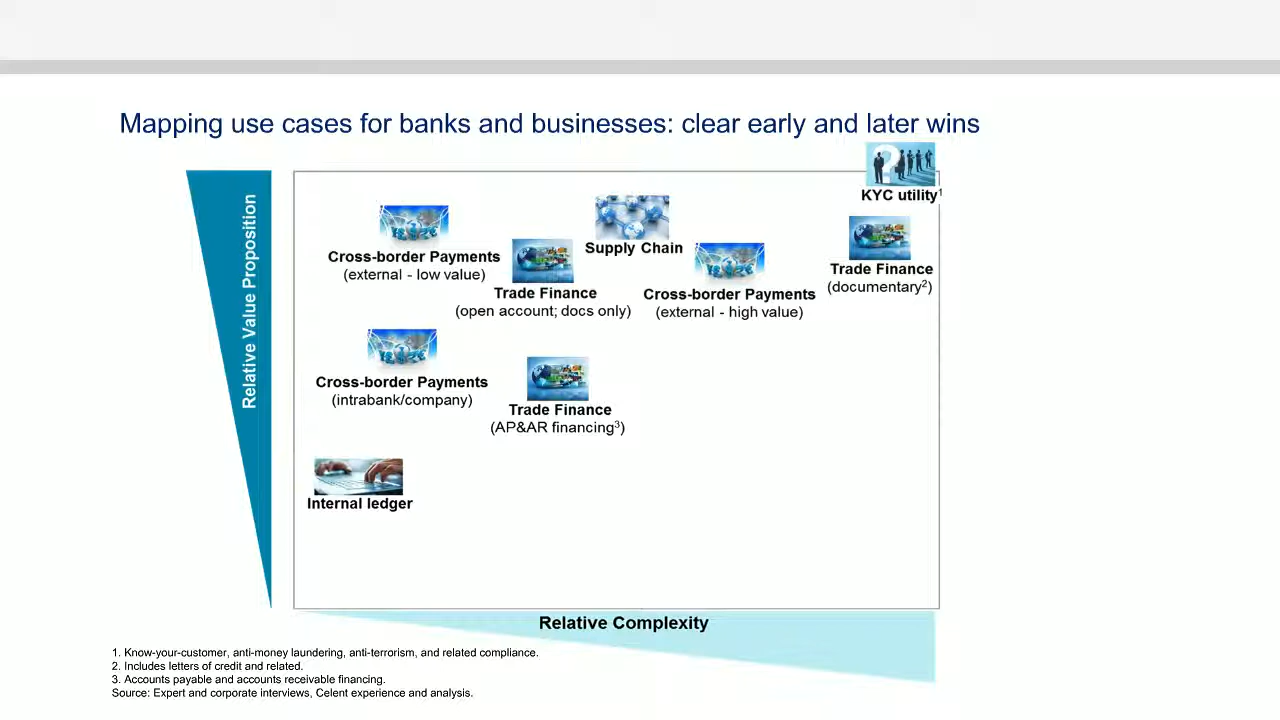 Mapping use cases for banks and businesses: clear early and later wins
Relative Value Proposition
KYC utility¹
Supply Chain
Cross-border Payments
(external - low value)
Trade Finance
(documentary²)
Trade Finance
(open account; docs only)
Cross-border Payments
(external - high value)
Cross-border Payments
(intrabank/company)
Trade Finance
(AP&AR financing³)
Internal ledger
Relative Complexity
1. Know-your-customer, anti-money laundering, anti-terrorism, and related compliance.
2. Includes letters of credit and related.
3. Accounts payable and accounts receivable financing.
Source: Expert and corporate interviews, Celent experience and analysis.